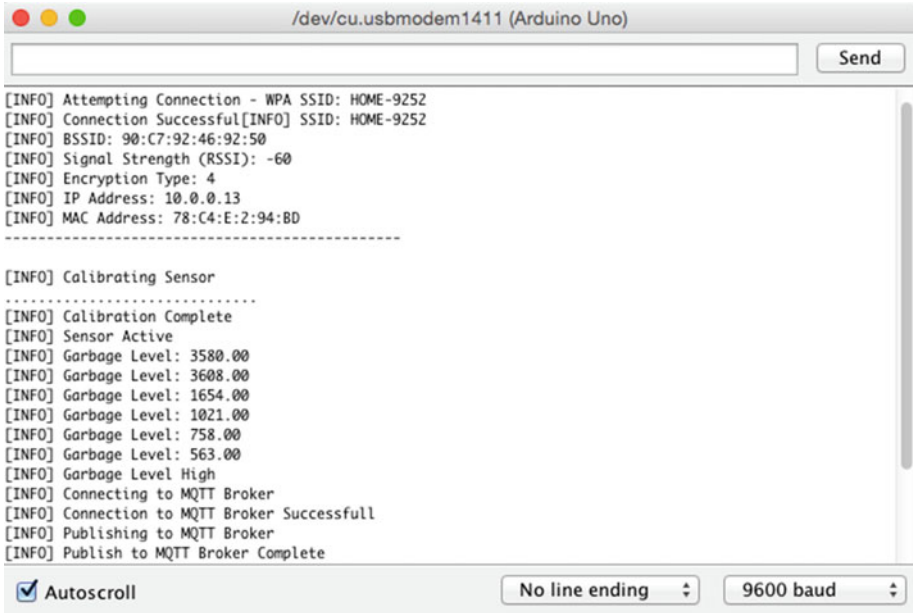 /dev/cu.usbmodem1411 (Arduino Uno)
Send
[INFO] Attempting Connection - WPA SSID: HOME-9252
[INFO] Connection Successful[INFO] SSID: HOME-9252
[INFO] BSSID: 90:C7:92:46:92:50
[INFO] Signal Strength (RSSI): -60
[INFO] Encryption Type: 4
[INFO] IP Address: 10.0.0.13
[INFO] MAC Address: 78:C4:E:2:94:BD
-----------------------------------------------
[INFO] Calibrating Sensor
..............................
[INFO] Calibration Complete
[INFO] Sensor Active
[INFO] Garbage Level: 3580.00
[INFO] Garbage Level: 3608.00
[INFO] Garbage Level: 1654.00
[INFO] Garbage Level: 1021.00
[INFO] Garbage Level: 758.00
[INFO] Garbage Level: 563.00
[INFO] Garbage Level High
[INFO] Connecting to MQTT Broker
[INFO] Connection to MQTT Broker Successfull
[INFO] Publishing to MQTT Broker
[INFO] Publish to MQTT Broker Complete
Autoscroll
No line ending
9600 baud